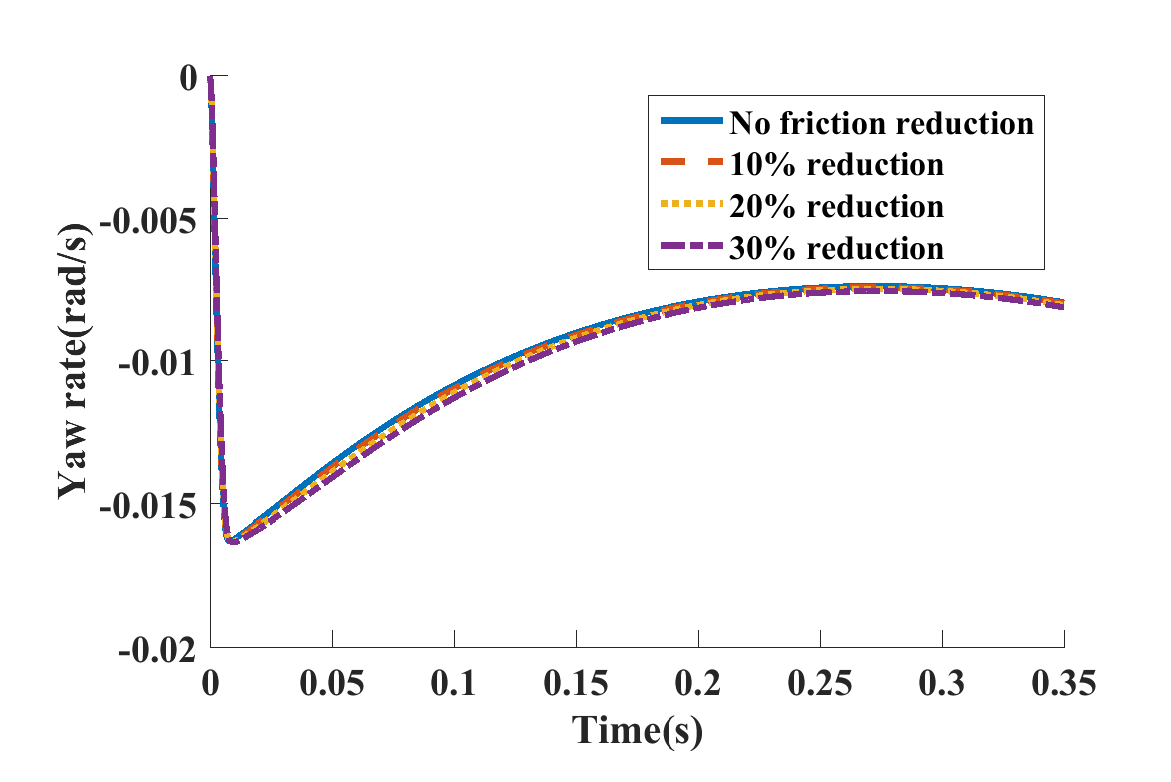 0
-0.005
-0.01
-0.015
-0.02
Yaw rate(rad/s)
No friction reduction
10% reduction
20% reduction
30% reduction
0 0.05 0.1 0.15 0.2 0.25 0.3 0.35
Time(s)